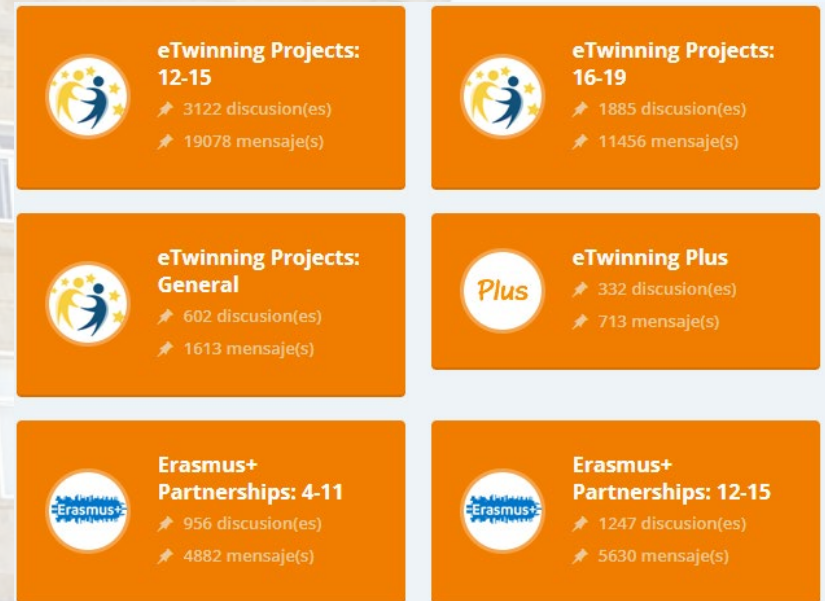 eTwinning Projects:
12-15
3122 discusion(es)
19078 mensaje(s)
eTwinning Projects:
16-19
1885 discusion(es)
11456 mensaje(s)
eTwinning Projects:
General
602 discusion(es)
1613 mensaje(s)
Plus
eTwinning Plus
332 discusion(es)
713 mensaje(s)
Erasmus+
Erasmus+
Partnerships: 4-11
956 discusion(es)
4882 mensaje(s)
Erasmus+
Erasmus+
Partnerships: 12-15
1247 discusion(es)
5630 mensaje(s)